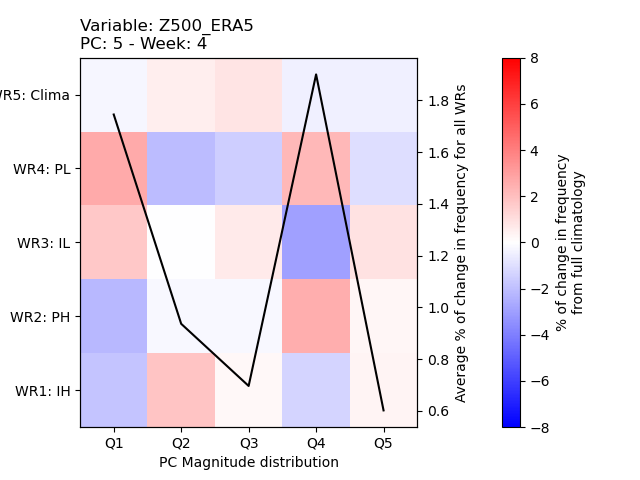 Variable: Z500_ERA5
PC: 5 - Week: 4
R5: Clima
WR4: PL
WR3: IL
WR2: PH
WR1: IH
Q1 Q2 Q3 Q4 Q5
PC Magnitude distribution
1.8
1.6
1.4
1.2
1.0
0.8
0.6
Average % of change in frequency for all WRs
8
6
4
2
0
−2
−4
−6
−8
% of change in frequency
from full climatology